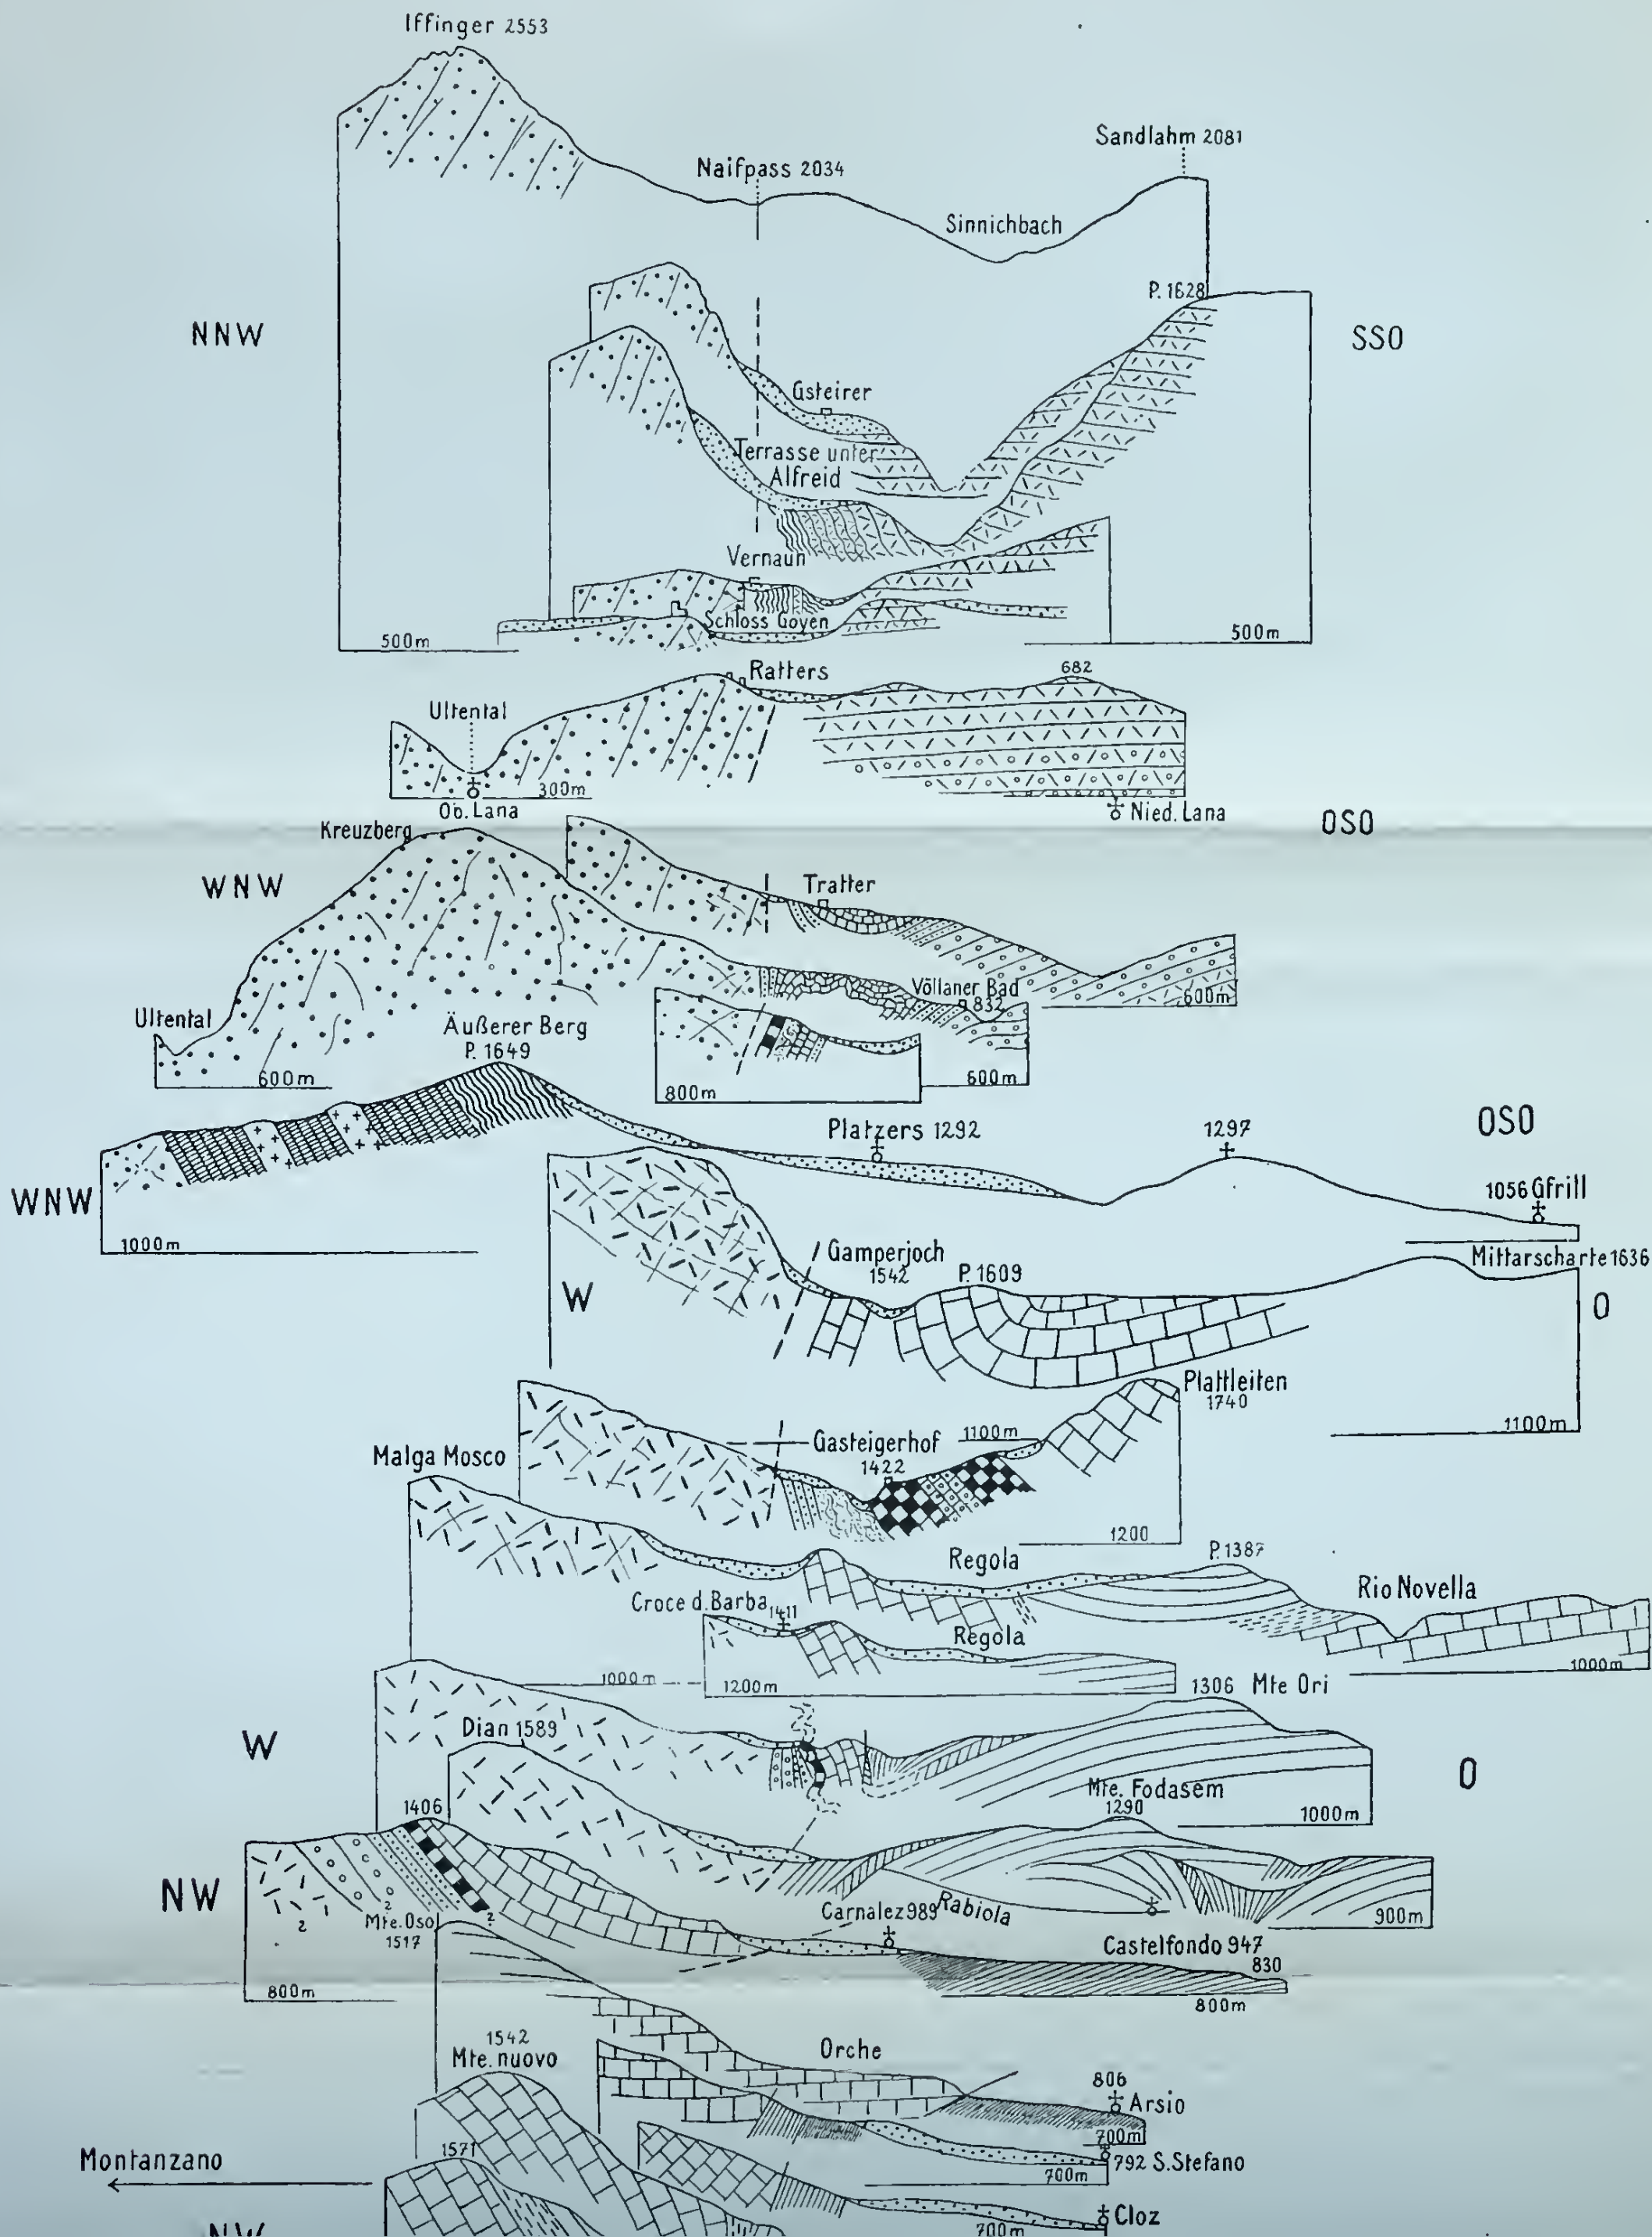 Iffinger 2553
Sandlahm 2081
Naifpass 2034
Sinnichbach
P. 1628
NNW
SSO
Gsteirer
Terrasse unter
Alfreid
Vernaun
Schloss Goyen
500m
500m
Ratters
682
Ultental
300m
Ob. Lana
Nied. Lana
OSO
Kreuzberg
WNW
Tratter
Völlaner Bad
832
600m
Ultental
Äußerer Berg
P. 1649
600m
600m
800m
OSO
Platzers 1292
1297
WNW
1056 Gfrill
1000m
Gamperjoch
1542
P. 1609
Mittarscharte 1636
W
O
Plattleiten
1740
1100m
Gasteigerhof
1422
1100m
Malga Mosco
1200
Regola
P. 1387
Rio Novella
Croce d. Barba 1411
Regola
1000m
1200m
1000m
1306 Mte Ori
W
Dian 1589
O
Mte. Fodasem
1290
1000m
1406
NW
2
2
2
Mte. Oso
1517
Carnalez 989
Rabiola
900m
Castelfondo 947
830
800m
800m
1542
Mte. nuovo
Orche
806
Arsio
700m
Montanzano
1571
792 S. Stefano
700m
Cloz
NW
700m